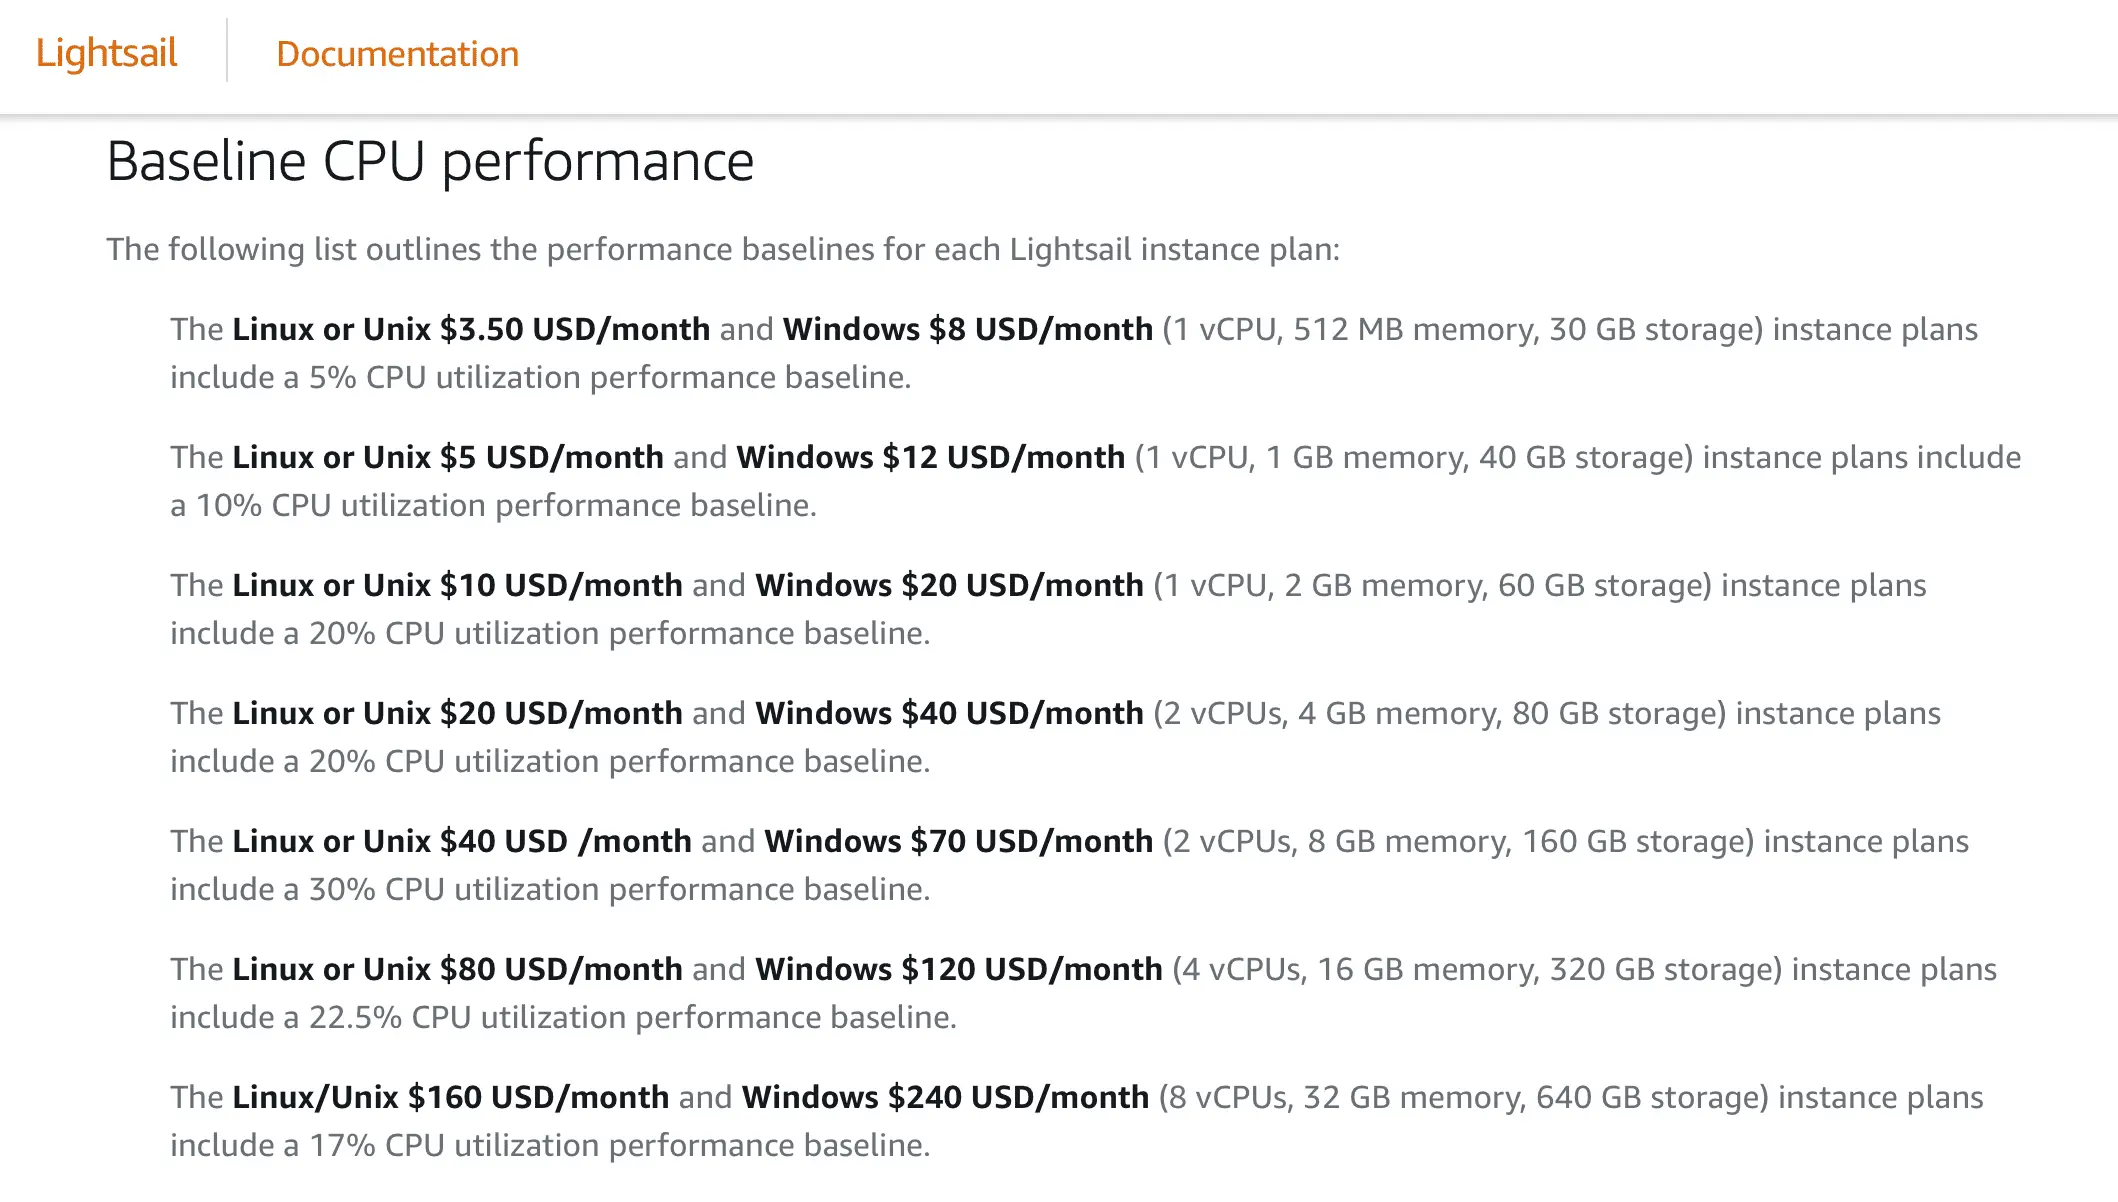 Lightsail
Documentation
Baseline CPU performance
The following list outlines the performance baselines for each Lightsail instance plan:
The Linux or Unix $3.50 USD/month and Windows $8 USD/month (1 vCPU, 512 MB memory, 30 GB storage) instance plans
include a 5% CPU utilization performance baseline.
The Linux or Unix $5 USD/month and Windows $12 USD/month (1 vCPU, 1 GB memory, 40 GB storage) instance plans include
a 10% CPU utilization performance baseline.
The Linux or Unix $10 USD/month and Windows $20 USD/month (1 vCPU, 2 GB memory, 60 GB storage) instance plans
include a 20% CPU utilization performance baseline.
The Linux or Unix $20 USD/month and Windows $40 USD/month (2 vCPUs, 4 GB memory, 80 GB storage) instance plans
include a 20% CPU utilization performance baseline.
The Linux or Unix $40 USD /month and Windows $70 USD/month (2 vCPUs, 8 GB memory, 160 GB storage) instance plans
include a 30% CPU utilization performance baseline.
The Linux or Unix $80 USD/month and Windows $120 USD/month (4 vCPUs, 16 GB memory, 320 GB storage) instance plans
include a 22.5% CPU utilization performance baseline.
The Linux/Unix $160 USD/month and Windows $240 USD/month (8 vCPUs, 32 GB memory, 640 GB storage) instance plans
include a 17% CPU utilization performance baseline.